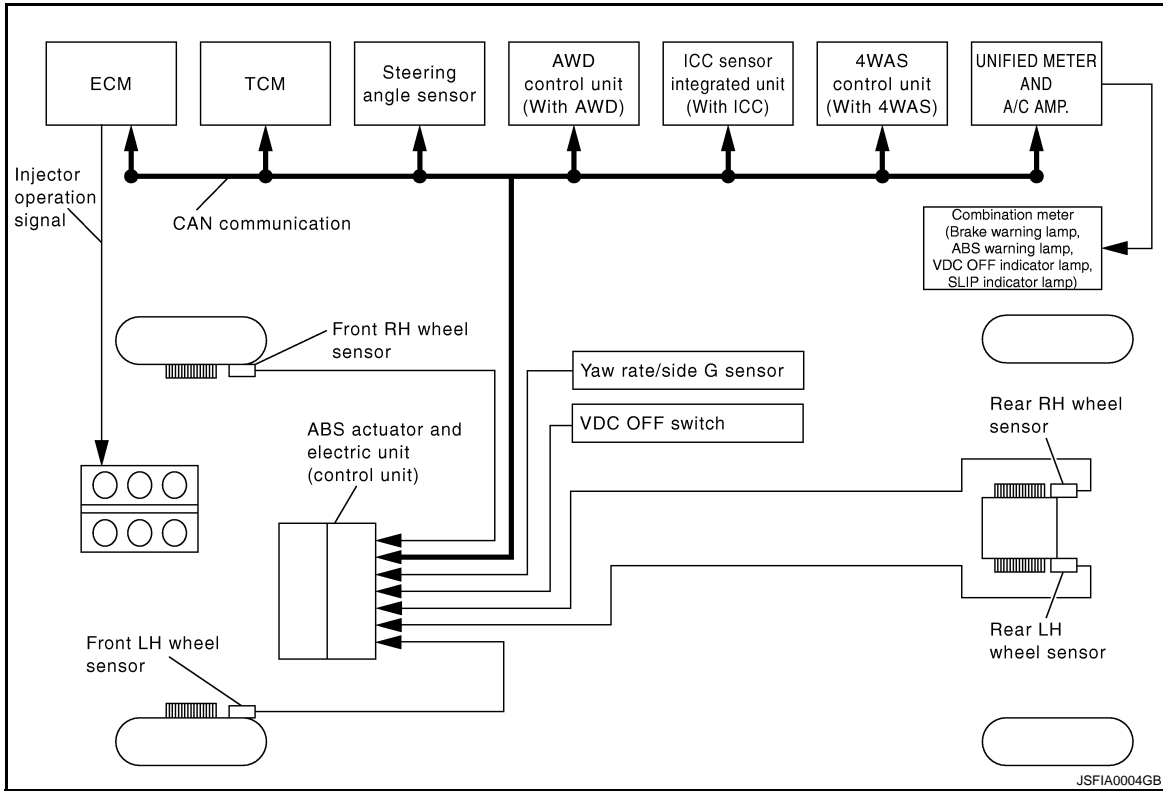 ECM
TCM
Steering
angle sensor
AWD
control unit
(With AWD)
ICC sensor
integrated unit
(With ICC)
4WAS
control unit
(With 4WAS)
UNIFIED METER
AND
A/C AMP.
Injector
operation
signal
CAN communication
Combination meter
(Brake warning lamp,
ABS warning lamp,
VDC OFF indicator lamp,
SLIP indicator lamp)
Front RH wheel
sensor
Yaw rate/side G sensor
VDC OFF switch
Rear RH wheel
sensor
ABS actuator and
electric unit
(control unit)
Front LH wheel
sensor
Rear LH
wheel sensor
JSFIA0004GB